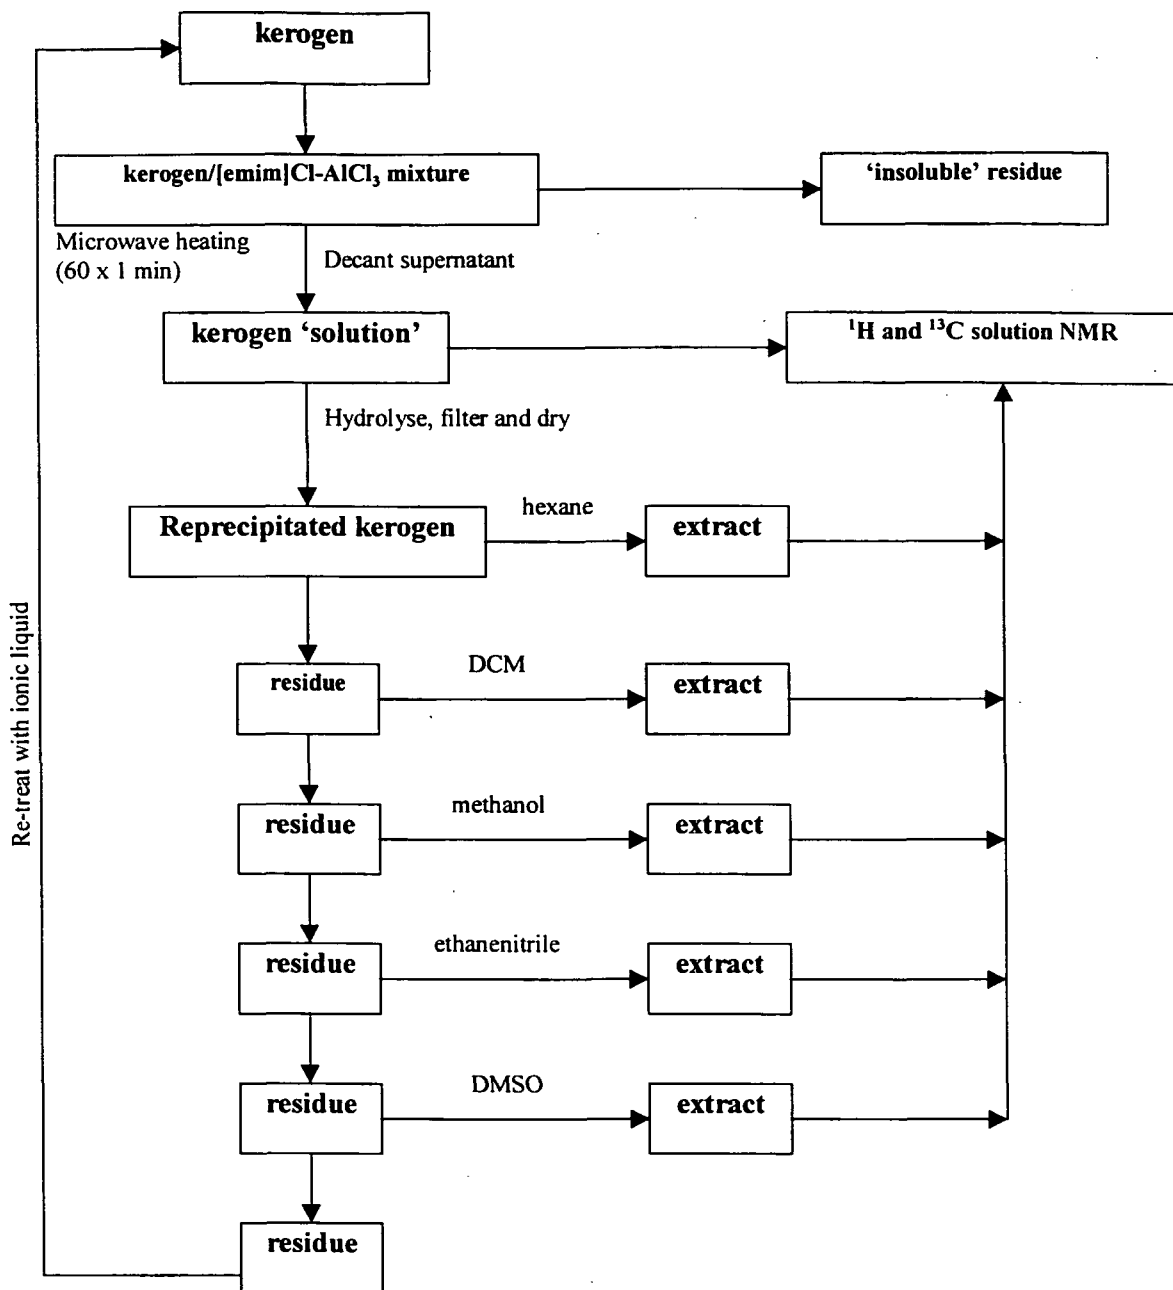 kerogen
kerogen/[emim]Cl-AlCl₃ mixture
'insoluble' residue
Microwave heating
(60 x 1 min)
Decant supernatant
kerogen 'solution'
¹H and ¹³C solution NMR
Hydrolyse, filter and dry
Reprecipitated kerogen
hexane
extract
residue
DCM
extract
residue
methanol
extract
residue
ethanenitrile
extract
residue
DMSO
extract
residue
Re-treat with ionic liquid